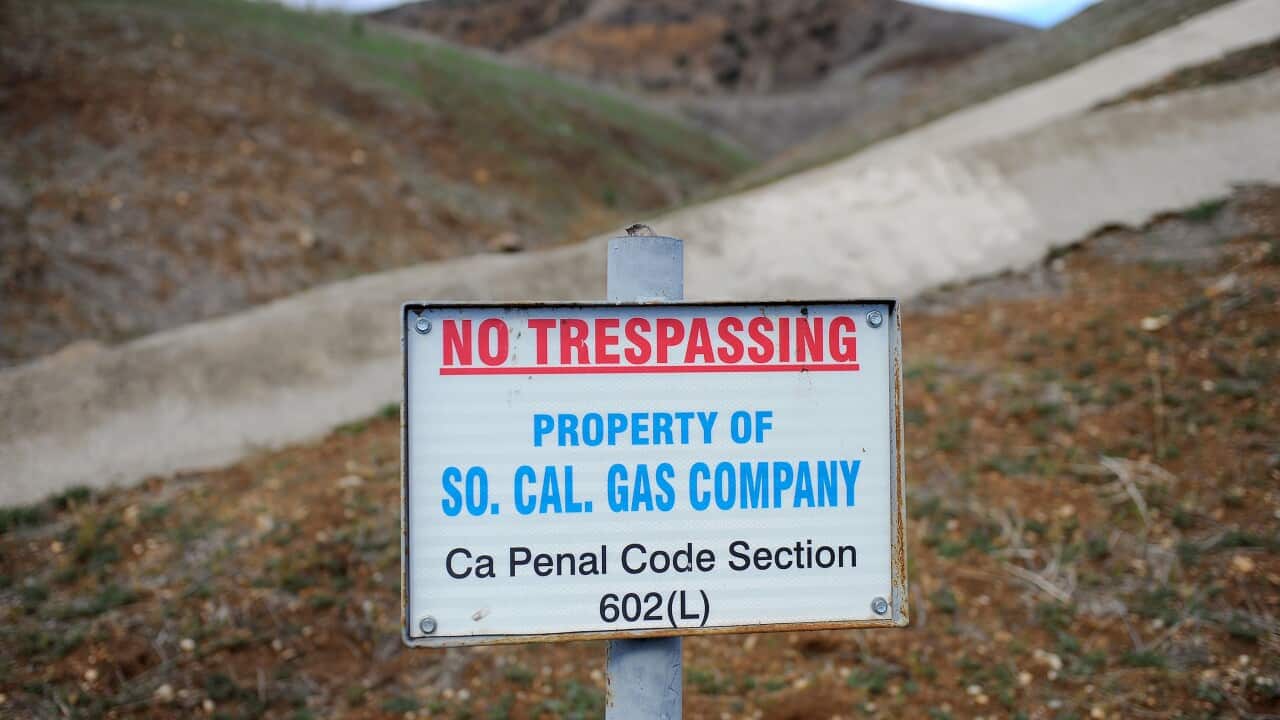 NO TRESPASSING
PROPERTY OF
SO. CAL. GAS COMPANY
Ca Penal Code Section
602(L)